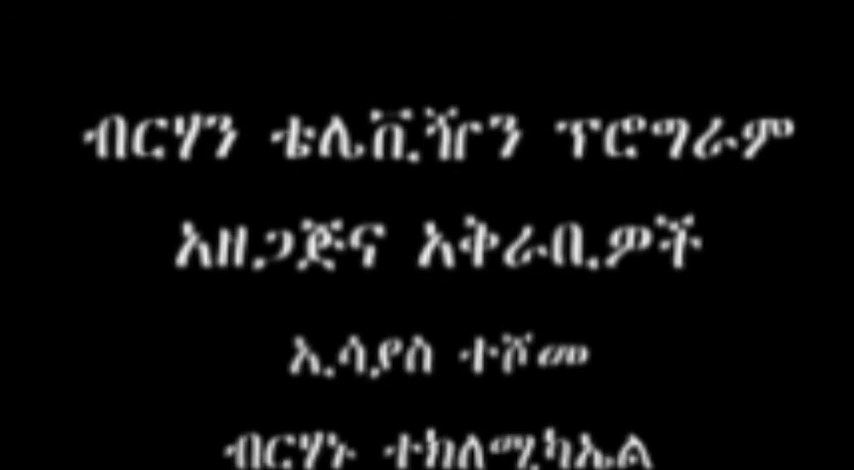 ብርሃን ቴሌቪዥን ፕሮግራም
አዘጋጅና አቅራቢዎች
ኢሳያስ ተሾመ
ብርሃኑ ተክለሚካኤል